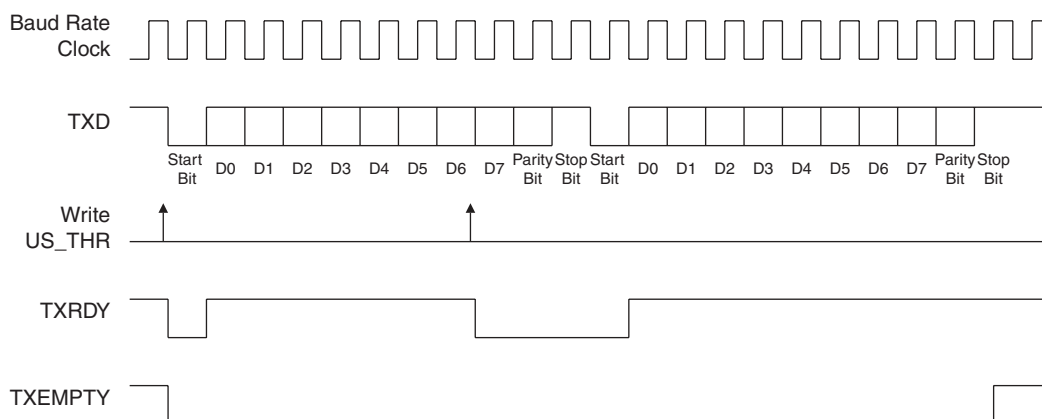 Baud Rate
Clock
TXD
Start D0 D1 D2 D3 D4 D5 D6 D7 Parity Stop Start D0 D1 D2 D3 D4 D5 D6 D7 Parity Stop
Bit Bit Bit Bit Bit Bit
Write
US_THR
TXRDY
TXEMPTY